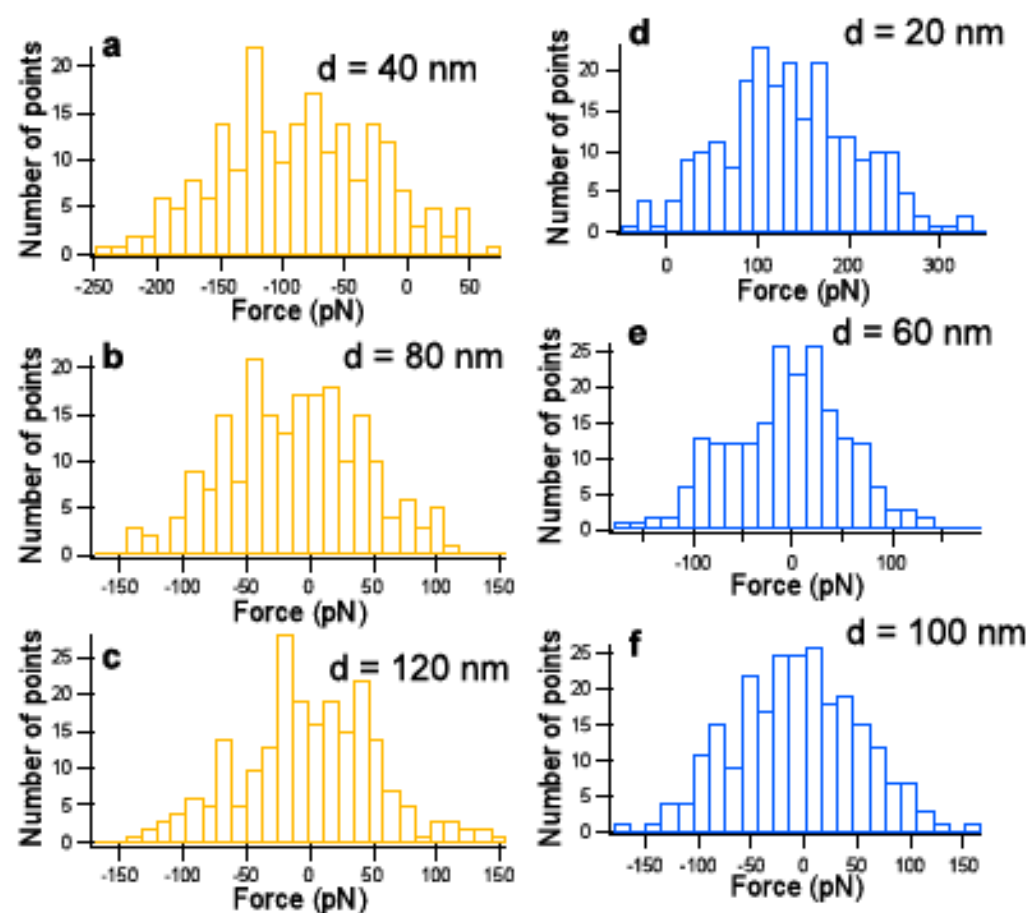 a
d = 40 nm
Number of points
20
15
10
5
0
-250 -200 -150 -100 -50 0 50
Force (pN)
b
d = 80 nm
Number of points
20
15
10
5
0
-150 -100 -50 0 50 100 150
Force (pN)
c
d = 120 nm
Number of points
25
20
15
10
5
0
-150 -100 -50 0 50 100 150
Force (pN)
d
d = 20 nm
Number of points
20
15
10
5
0
0 100 200 300
Force (pN)
e
d = 60 nm
Number of points
25
20
15
10
5
0
-100 0 100
Force (pN)
f
d = 100 nm
Number of points
25
20
15
10
5
0
-150 -100 -50 0 50 100 150
Force (pN)